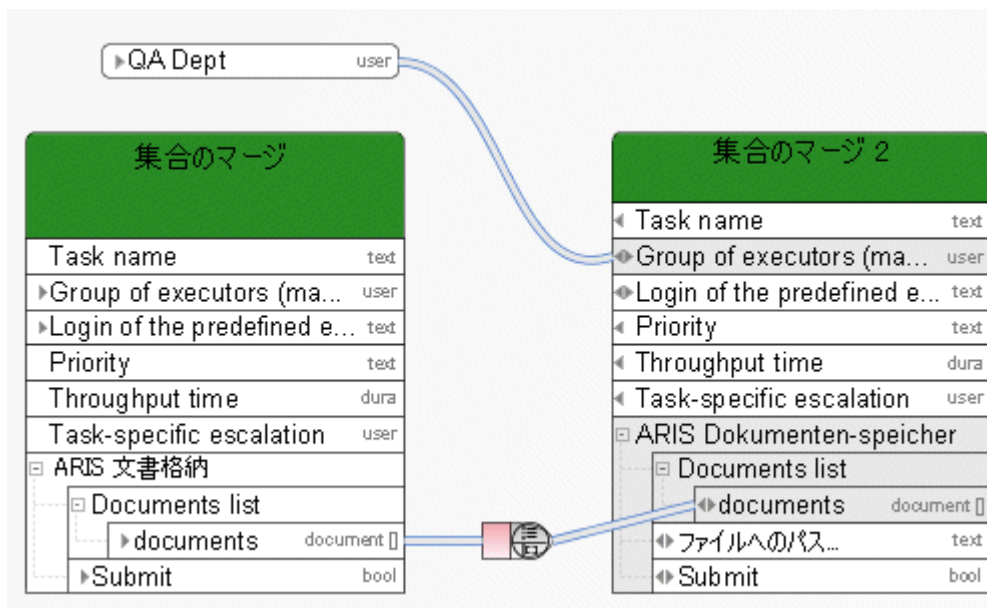 QA Dept user
集合のマージ
Task name text
Group of executors (ma... user
Login of the predefined e... text
Priority text
Throughput time dura
Task-specific escalation user
ARIS 文書格納
Documents list
documents document []
Submit bool
集合のマージ 2
Task name text
Group of executors (ma... user
Login of the predefined e... text
Priority text
Throughput time dura
Task-specific escalation user
ARIS Dokumenten-speicher
Documents list
documents document []
ファイルへのパス... text
Submit bool